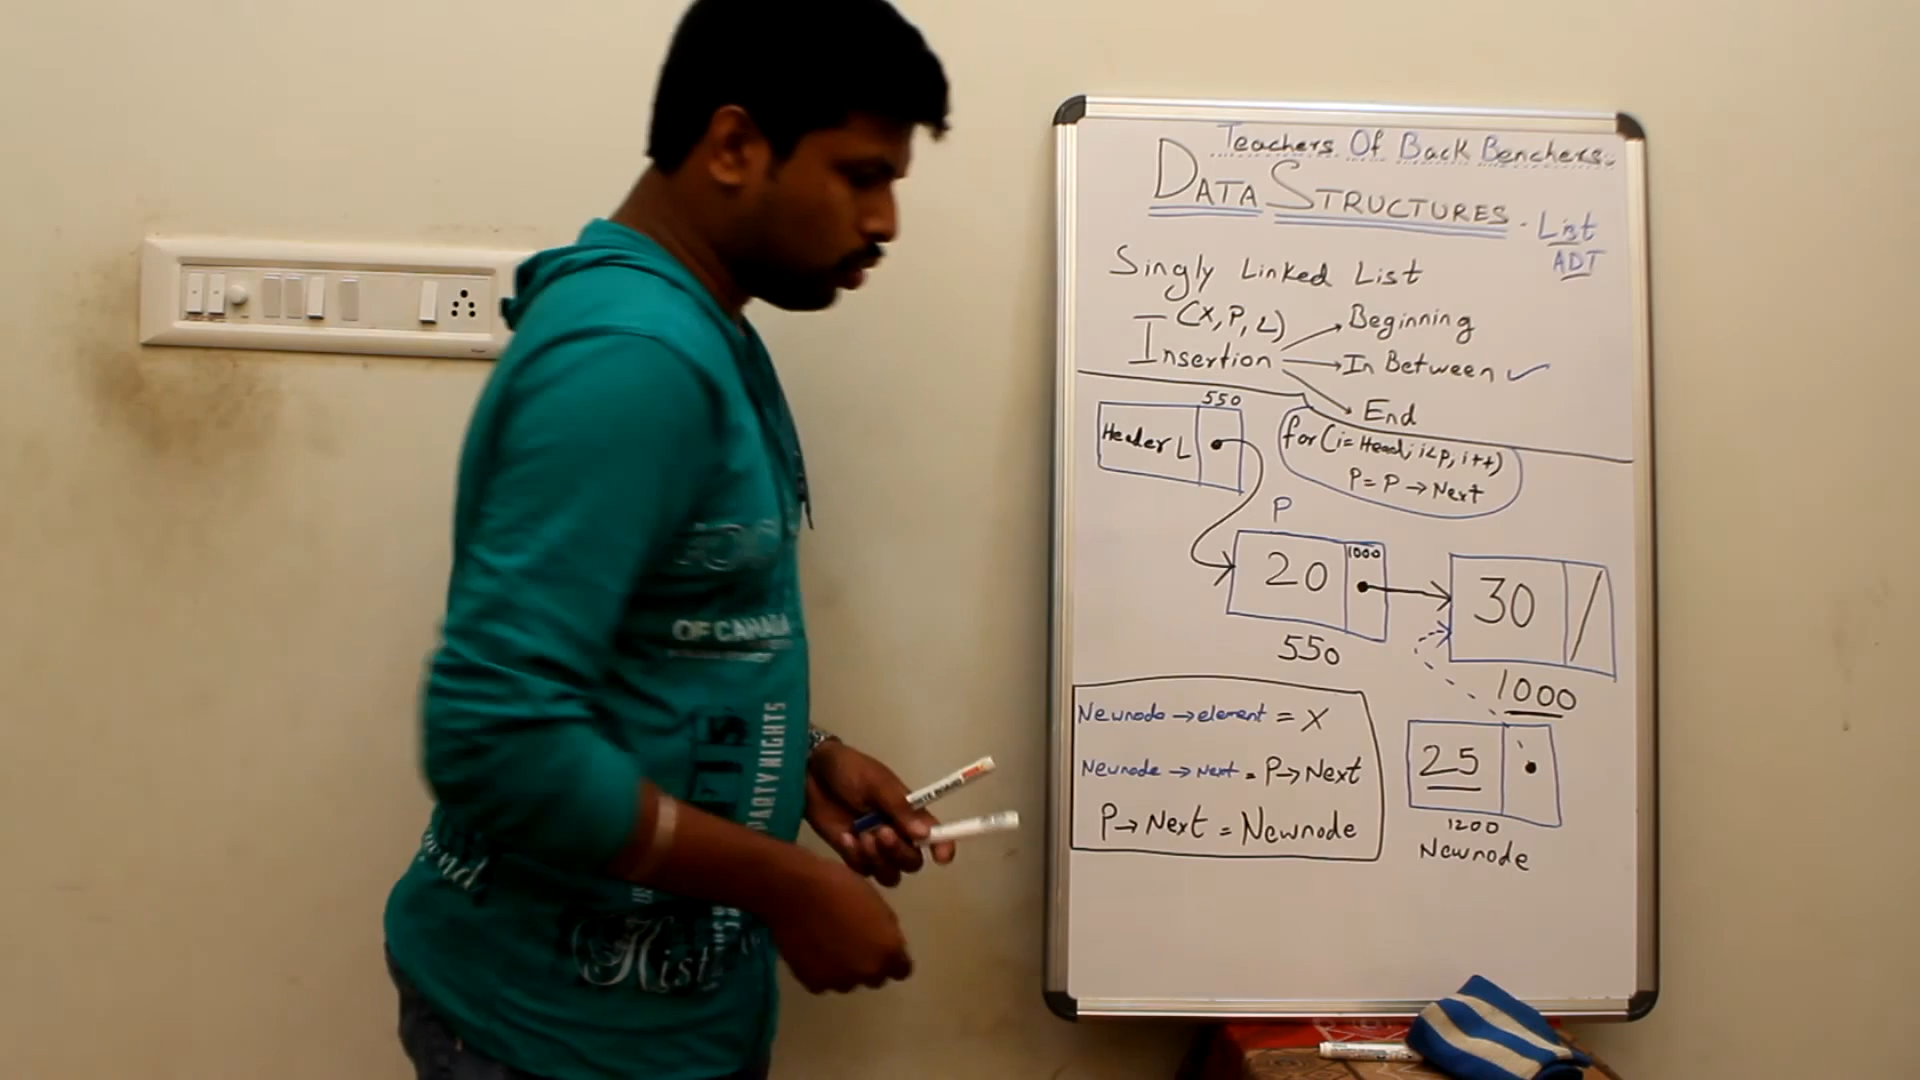 Teachers Of Back Benchers.
DATA STRUCTURES - List
ADT
Singly Linked List
(X, P, L)
Insertion
Beginning
In Between ✓
End
550
Header L
for (i = Head; i<P, i++)
P = P → Next
P
20
1000
30
550
1000
Newnode → element = X
Newnode → Next = P → Next
P → Next = Newnode
25
1200
Newnode
OF CANADA
PARTY NIGHTS
Hist